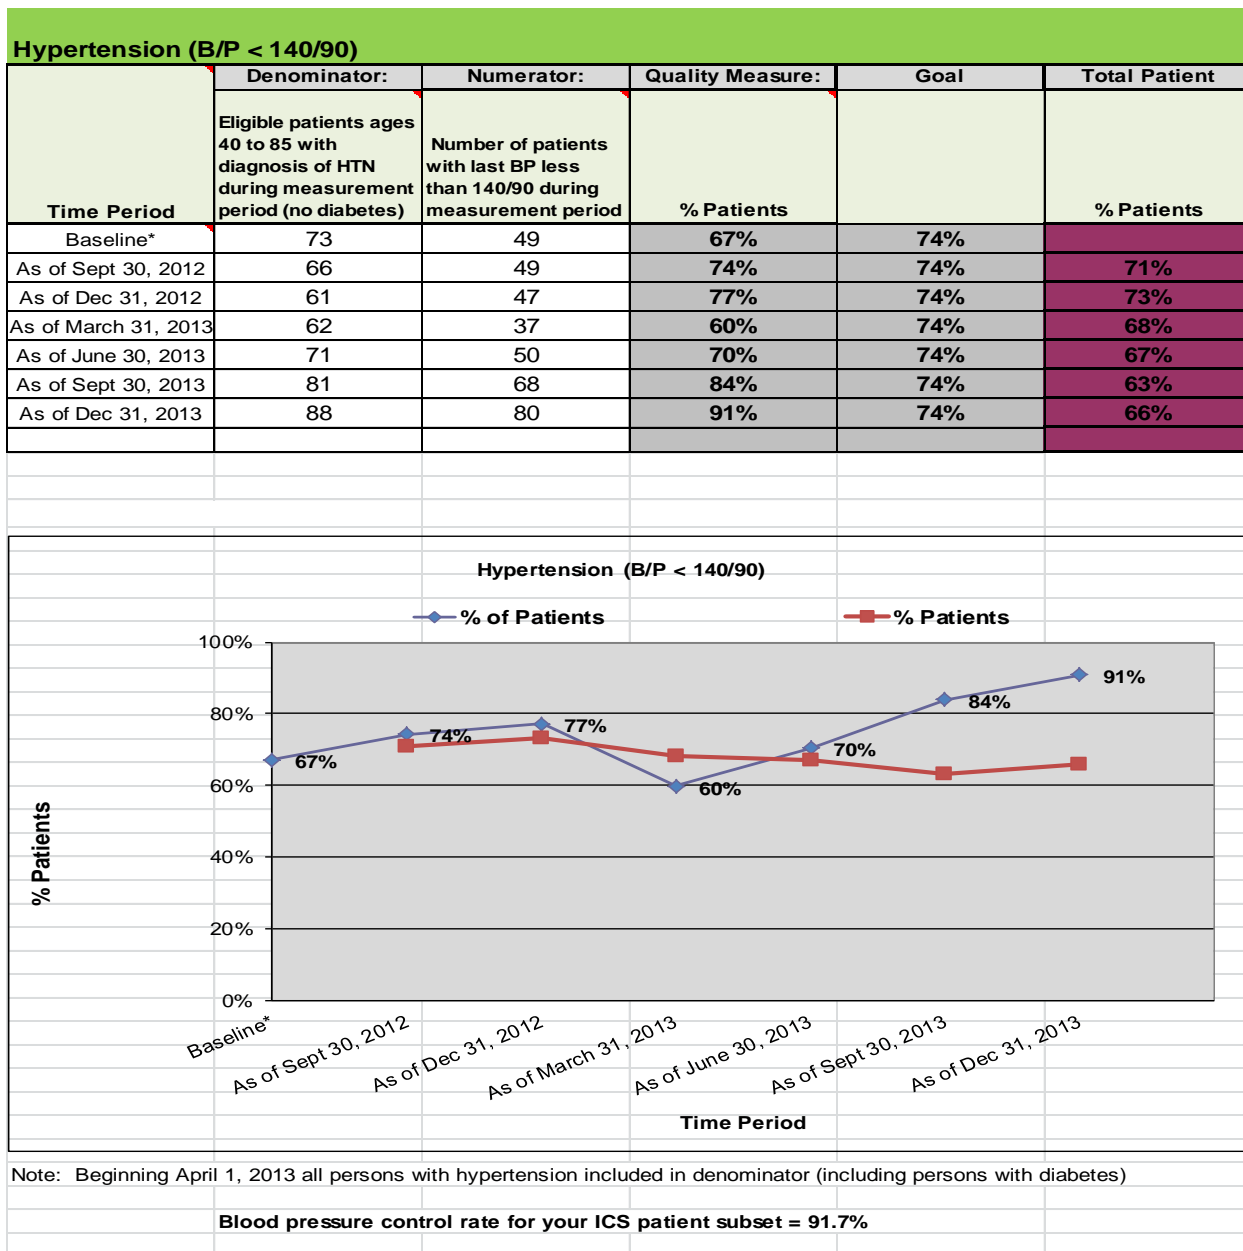 Hypertension (B/P < 140/90)
Denominator: Numerator: Quality Measure: Goal Total Patient
Time Period
Eligible patients ages
40 to 85 with
diagnosis of HTN
during measurement
period (no diabetes)
Number of patients
with last BP less
than 140/90 during
measurement period
% Patients
% Patients
Baseline* 73 49 67% 74%
As of Sept 30, 2012 66 49 74% 74% 71%
As of Dec 31, 2012 61 47 77% 74% 73%
As of March 31, 2013 62 37 60% 74% 68%
As of June 30, 2013 71 50 70% 74% 67%
As of Sept 30, 2013 81 68 84% 74% 63%
As of Dec 31, 2013 88 80 91% 74% 66%
Hypertension (B/P < 140/90)
% of Patients % Patients
100%
80%
60%
40%
20%
0%
% Patients
67%
74%
77%
60%
70%
84%
91%
Baseline*
As of Sept 30, 2012
As of Dec 31, 2012
As of March 31, 2013
As of June 30, 2013
As of Sept 30, 2013
As of Dec 31, 2013
Time Period
Note: Beginning April 1, 2013 all persons with hypertension included in denominator (including persons with diabetes)
Blood pressure control rate for your ICS patient subset = 91.7%